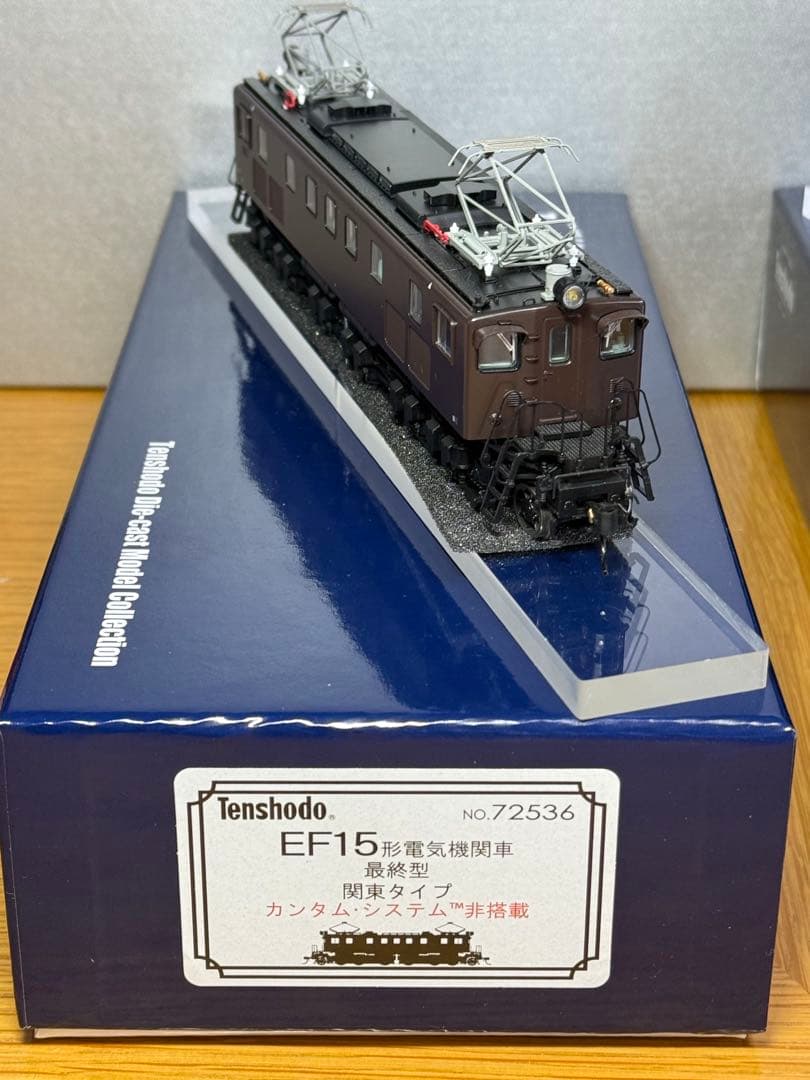 Tenshodo Die-cast Model Collection
Tenshodo® NO.72536
EF15形電気機関車
最終型
関東タイプ
カンタム・システム™非搭載